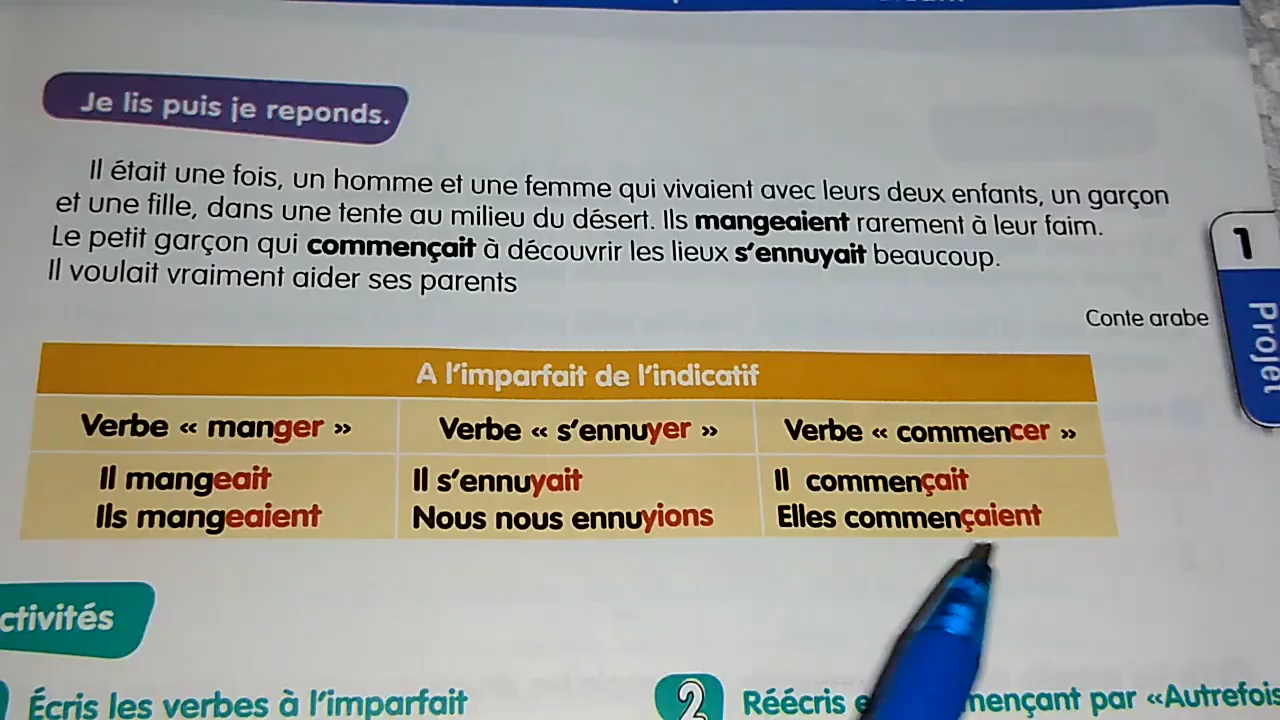 Je lis puis je reponds.
Il était une fois, un homme et une femme qui vivaient avec leurs deux enfants, un garçon
et une fille, dans une tente au milieu du désert. Ils mangeaient rarement à leur faim.
Le petit garçon qui commençait à découvrir les lieux s'ennuyait beaucoup.
Il voulait vraiment aider ses parents
Conte arabe
1
Projet
A l'imparfait de l'indicatif
Verbe « manger » Verbe « s'ennuyer » Verbe « commencer »
Il mangeait Il s'ennuyait Il commençait
Ils mangeaient Nous nous ennuyions Elles commençaient
ctivités
Écris les verbes à l'imparfait
2 Réécris mençant par «Autrefois